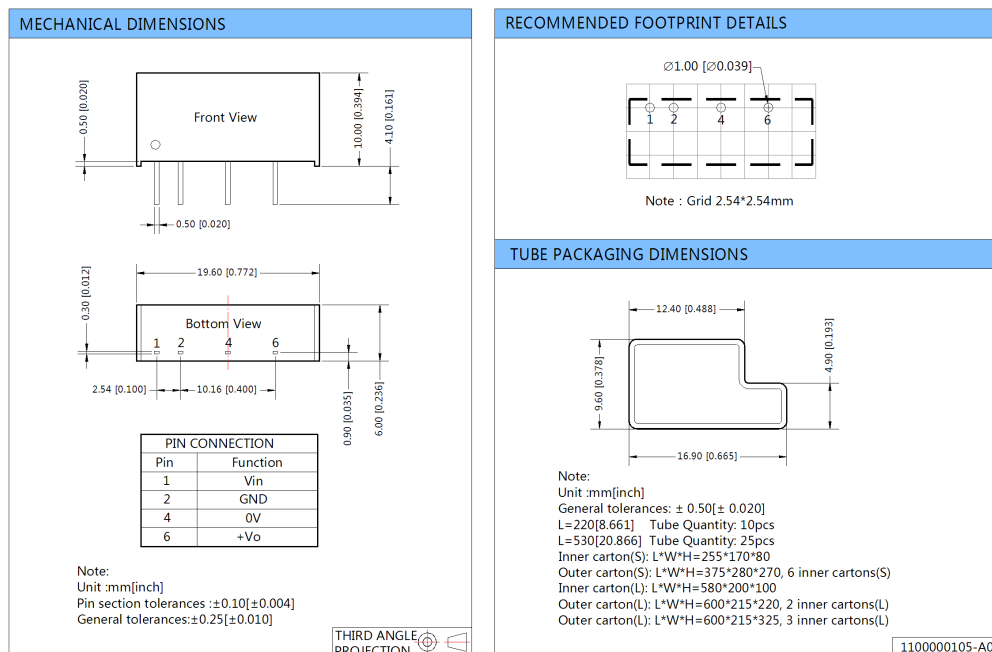 MECHANICAL DIMENSIONS
Front View
0.50 [0.020]
10.00 [0.394]
4.10 [0.161]
0.50 [0.020]
19.60 [0.772]
0.30 [0.012]
Bottom View
1 2 4 6
2.54 [0.100]
10.16 [0.400]
0.90 [0.035]
6.00 [0.236]
PIN CONNECTION
Pin Function
1 Vin
2 GND
4 0V
6 +Vo
Note:
Unit :mm[inch]
Pin section tolerances :±0.10[±0.004]
General tolerances:±0.25[±0.010]
THIRD ANGLE
PROJECTION
RECOMMENDED FOOTPRINT DETAILS
∅1.00 [∅0.039]
1 2 4 6
Note : Grid 2.54*2.54mm
TUBE PACKAGING DIMENSIONS
12.40 [0.488]
4.90 [0.193]
9.60 [0.378]
16.90 [0.665]
Note:
Unit :mm[inch]
General tolerances: ± 0.50[± 0.020]
L=220[8.661] Tube Quantity: 10pcs
L=530[20.866] Tube Quantity: 25pcs
Inner carton(S): L*W*H=255*170*80
Outer carton(S): L*W*H=375*280*270, 6 inner cartons(S)
Inner carton(L): L*W*H=580*200*100
Outer carton(L): L*W*H=600*215*220, 2 inner cartons(L)
Outer carton(L): L*W*H=600*215*325, 3 inner cartons(L)
1100000105-A0